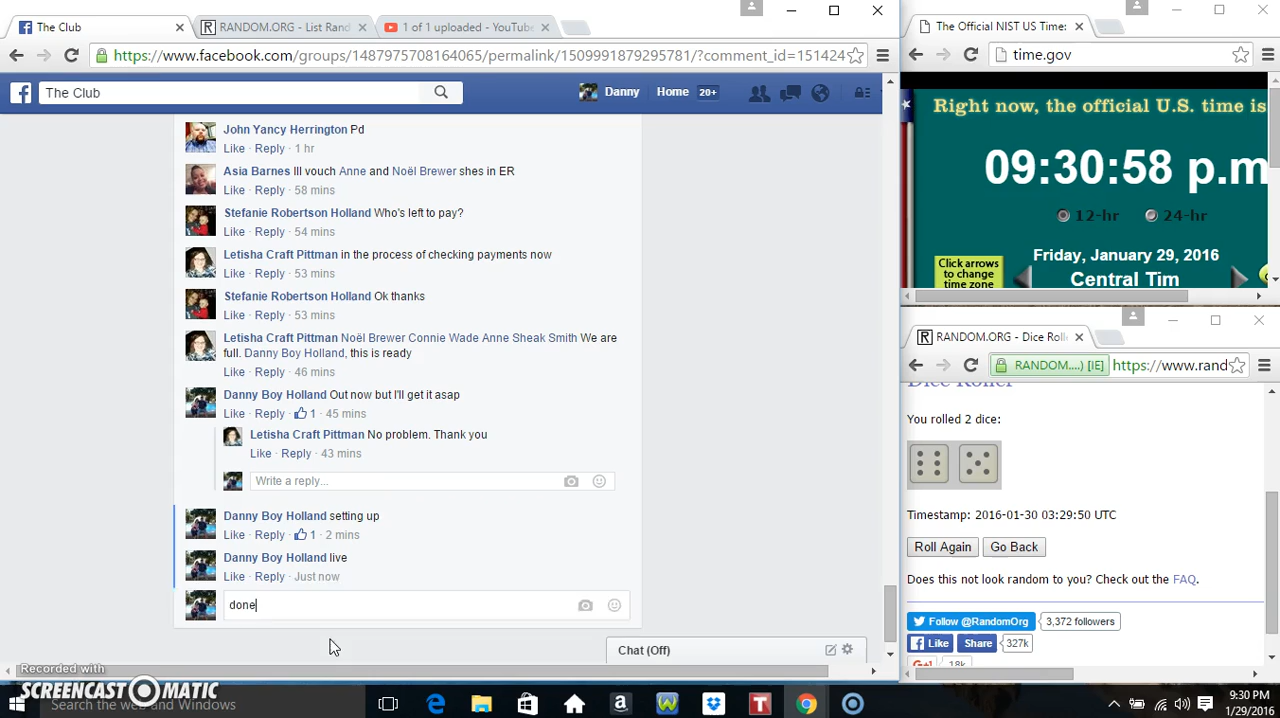 The Club
RANDOM.ORG - List Rand
1 of 1 uploaded - YouTube
https://www.facebook.com/groups/1487975708164065/permalink/1509991879295781/?comment_id=151424
The Club
Danny
Home 20+
John Yancy Herrington Pd
Like · Reply · 1 hr
Asia Barnes Ill vouch Anne and Noël Brewer shes in ER
Like · Reply · 58 mins
Stefanie Robertson Holland Who's left to pay?
Like · Reply · 54 mins
Letisha Craft Pittman in the process of checking payments now
Like · Reply · 53 mins
Stefanie Robertson Holland Ok thanks
Like · Reply · 53 mins
Letisha Craft Pittman Noël Brewer Connie Wade Anne Sheak Smith We are
full. Danny Boy Holland, this is ready
Like · Reply · 46 mins
Danny Boy Holland Out now but I'll get it asap
Like · Reply · 1 · 45 mins
Letisha Craft Pittman No problem. Thank you
Like · Reply · 43 mins
Write a reply...
Danny Boy Holland setting up
Like · Reply · 1 · 2 mins
Danny Boy Holland live
Like · Reply · Just now
done
Chat (Off)
Recorded with
SCREENCAST-O-MATIC
Search the web and Windows
The Official NIST US Time:
time.gov
Right now, the official U.S. time is
09:30:58 p.m
12-hr 24-hr
Friday, January 29, 2016
Central Tim
Click arrows
to change
time zone
RANDOM.ORG - Dice Rolle
RANDOM....) [IE] https://www.rand
Dice Roller
You rolled 2 dice:
Timestamp: 2016-01-30 03:29:50 UTC
Roll Again Go Back
Does this not look random to you? Check out the FAQ.
Follow @RandomOrg 3,372 followers
Like Share 327k
G+1 18k
9:30 PM
1/29/2016